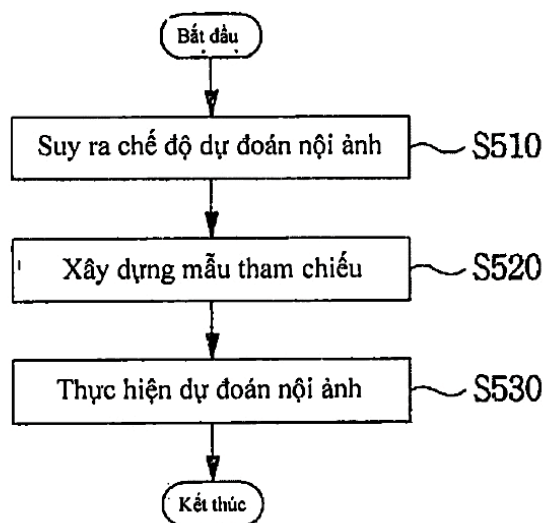 Bắt đầu
Suy ra chế độ dự đoán nội ảnh
S510
Xây dựng mẫu tham chiếu
S520
Thực hiện dự đoán nội ảnh
S530
Kết thúc